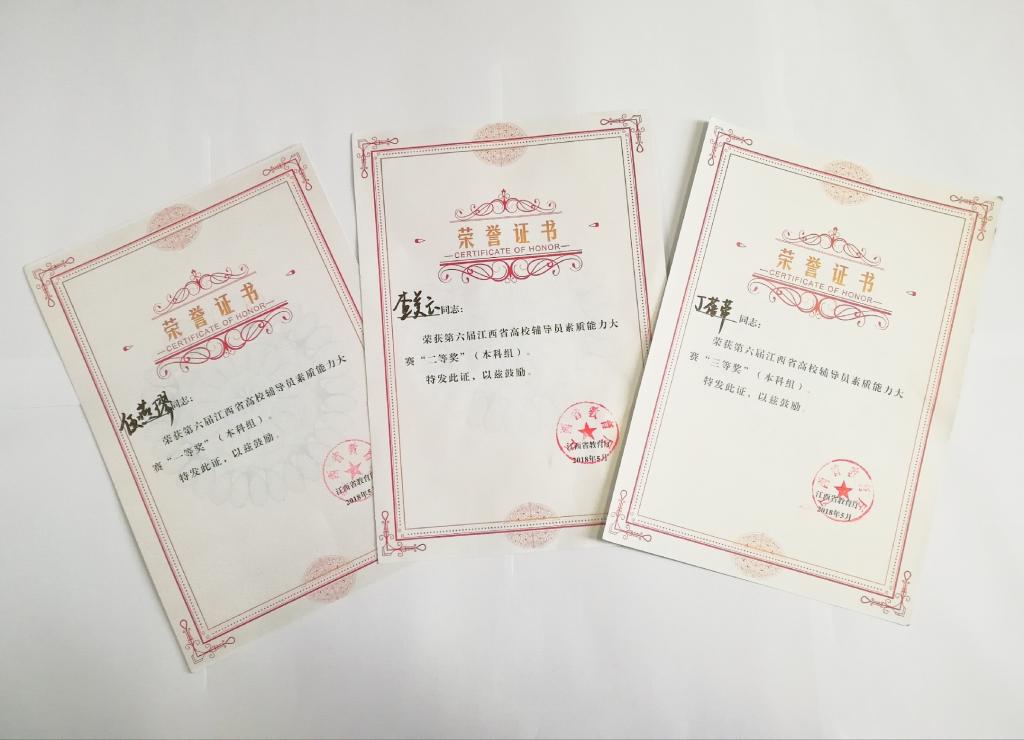 荣誉证书
CERTIFICATE OF HONOR
任燕 同志：
荣获第六届江西省高校辅导员素质能力大
赛“一等奖”（本科组）
特发此证，以兹鼓励。
江西省教育厅
2018年5月
荣誉证书
CERTIFICATE OF HONOR
李美玉同志：
荣获第六届江西省高校辅导员素质能力大
赛“二等奖”（本科组）。
特发此证，以兹鼓励。
江西省教育厅
2018年5月
荣誉证书
CERTIFICATE OF HONOR
同志：
荣获第六届江西省高校辅导员素质能力大
赛“三等奖”（本科组）
特发此证，以兹鼓励。
江西省教育厅
2018年5月